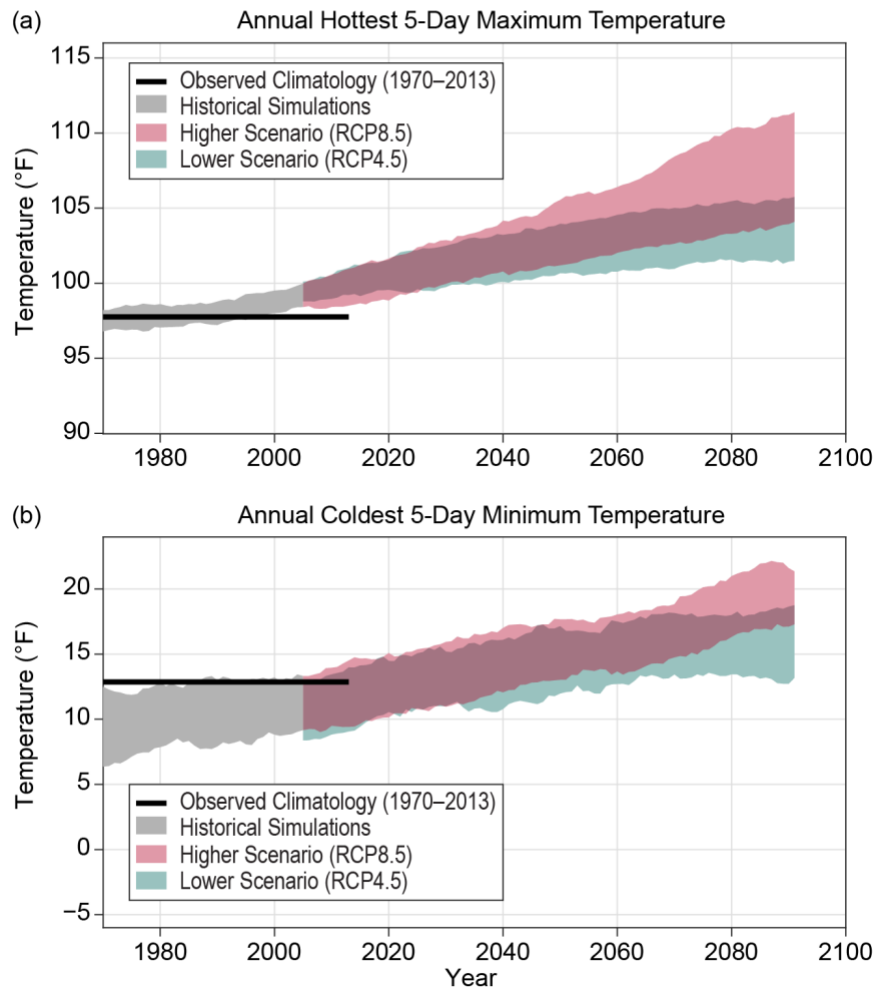 (a)
Annual Hottest 5-Day Maximum Temperature
Temperature (°F)
115
110
105
100
95
90
Observed Climatology (1970–2013)
Historical Simulations
Higher Scenario (RCP8.5)
Lower Scenario (RCP4.5)
1980 2000 2020 2040 2060 2080 2100
(b)
Annual Coldest 5-Day Minimum Temperature
Temperature (°F)
20
15
10
5
0
−5
Observed Climatology (1970–2013)
Historical Simulations
Higher Scenario (RCP8.5)
Lower Scenario (RCP4.5)
1980 2000 2020 2040 2060 2080 2100
Year